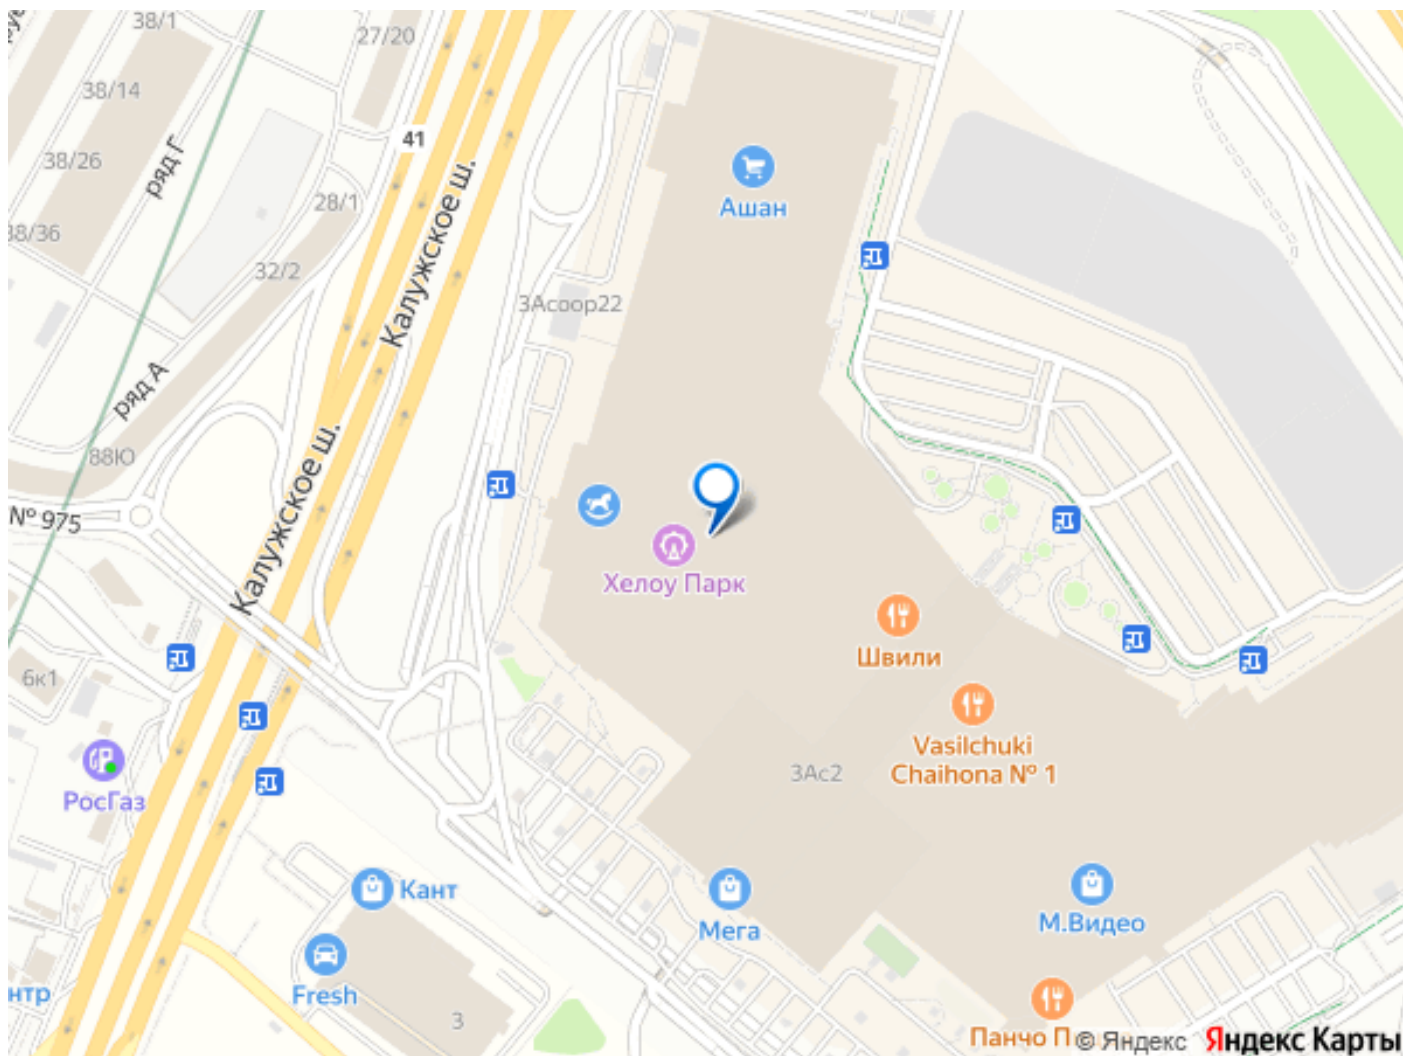 38/1
27/20
38/14
41
ряд Г
38/26
Калужское ш.
28/1
Ашан
38/36
32/2
3Асоор22
ряд А
88Ю
№ 975
Калужское ш.
Хелоу Парк
Швили
6к1
Vasilchuki
Chaihona № 1
3Ас2
РосГаз
Кант
Мега
М.Видео
нтр
Fresh
3
Панчо П
© Яндекс Яндекс Карты